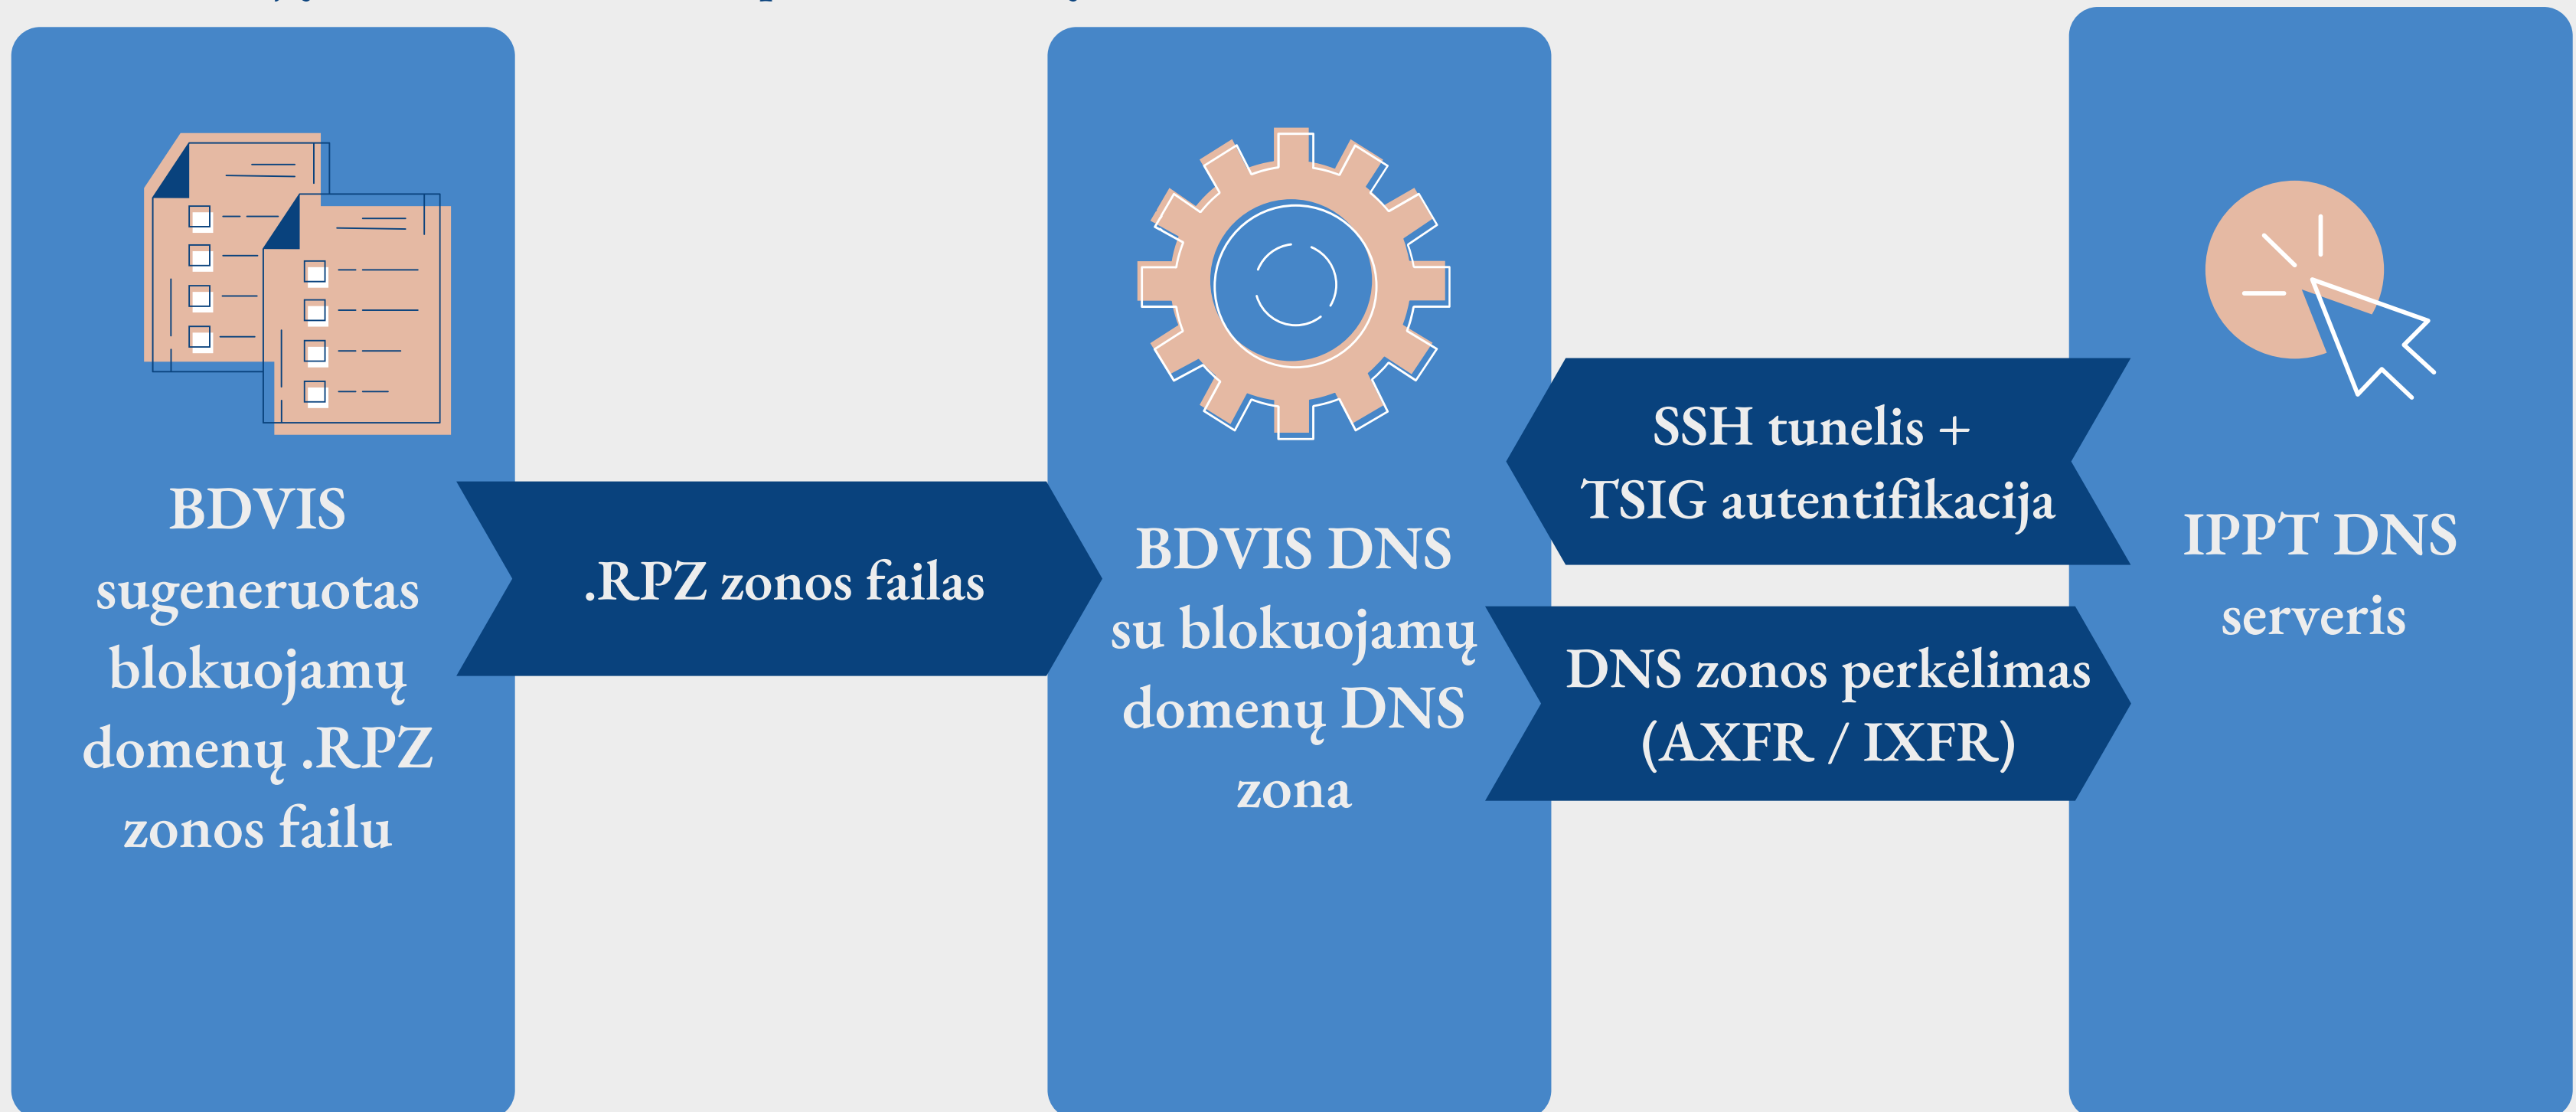 BDVIS
sugeneruotas
blokuojamų
domenų .RPZ
zonos failu
.RPZ zonos failas
BDVIS DNS
su blokuojamų
domenų DNS
zona
SSH tunelis +
TSIG autentifikacija
DNS zonos perkėlimas
(AXFR / IXFR)
IPPT DNS
serveris